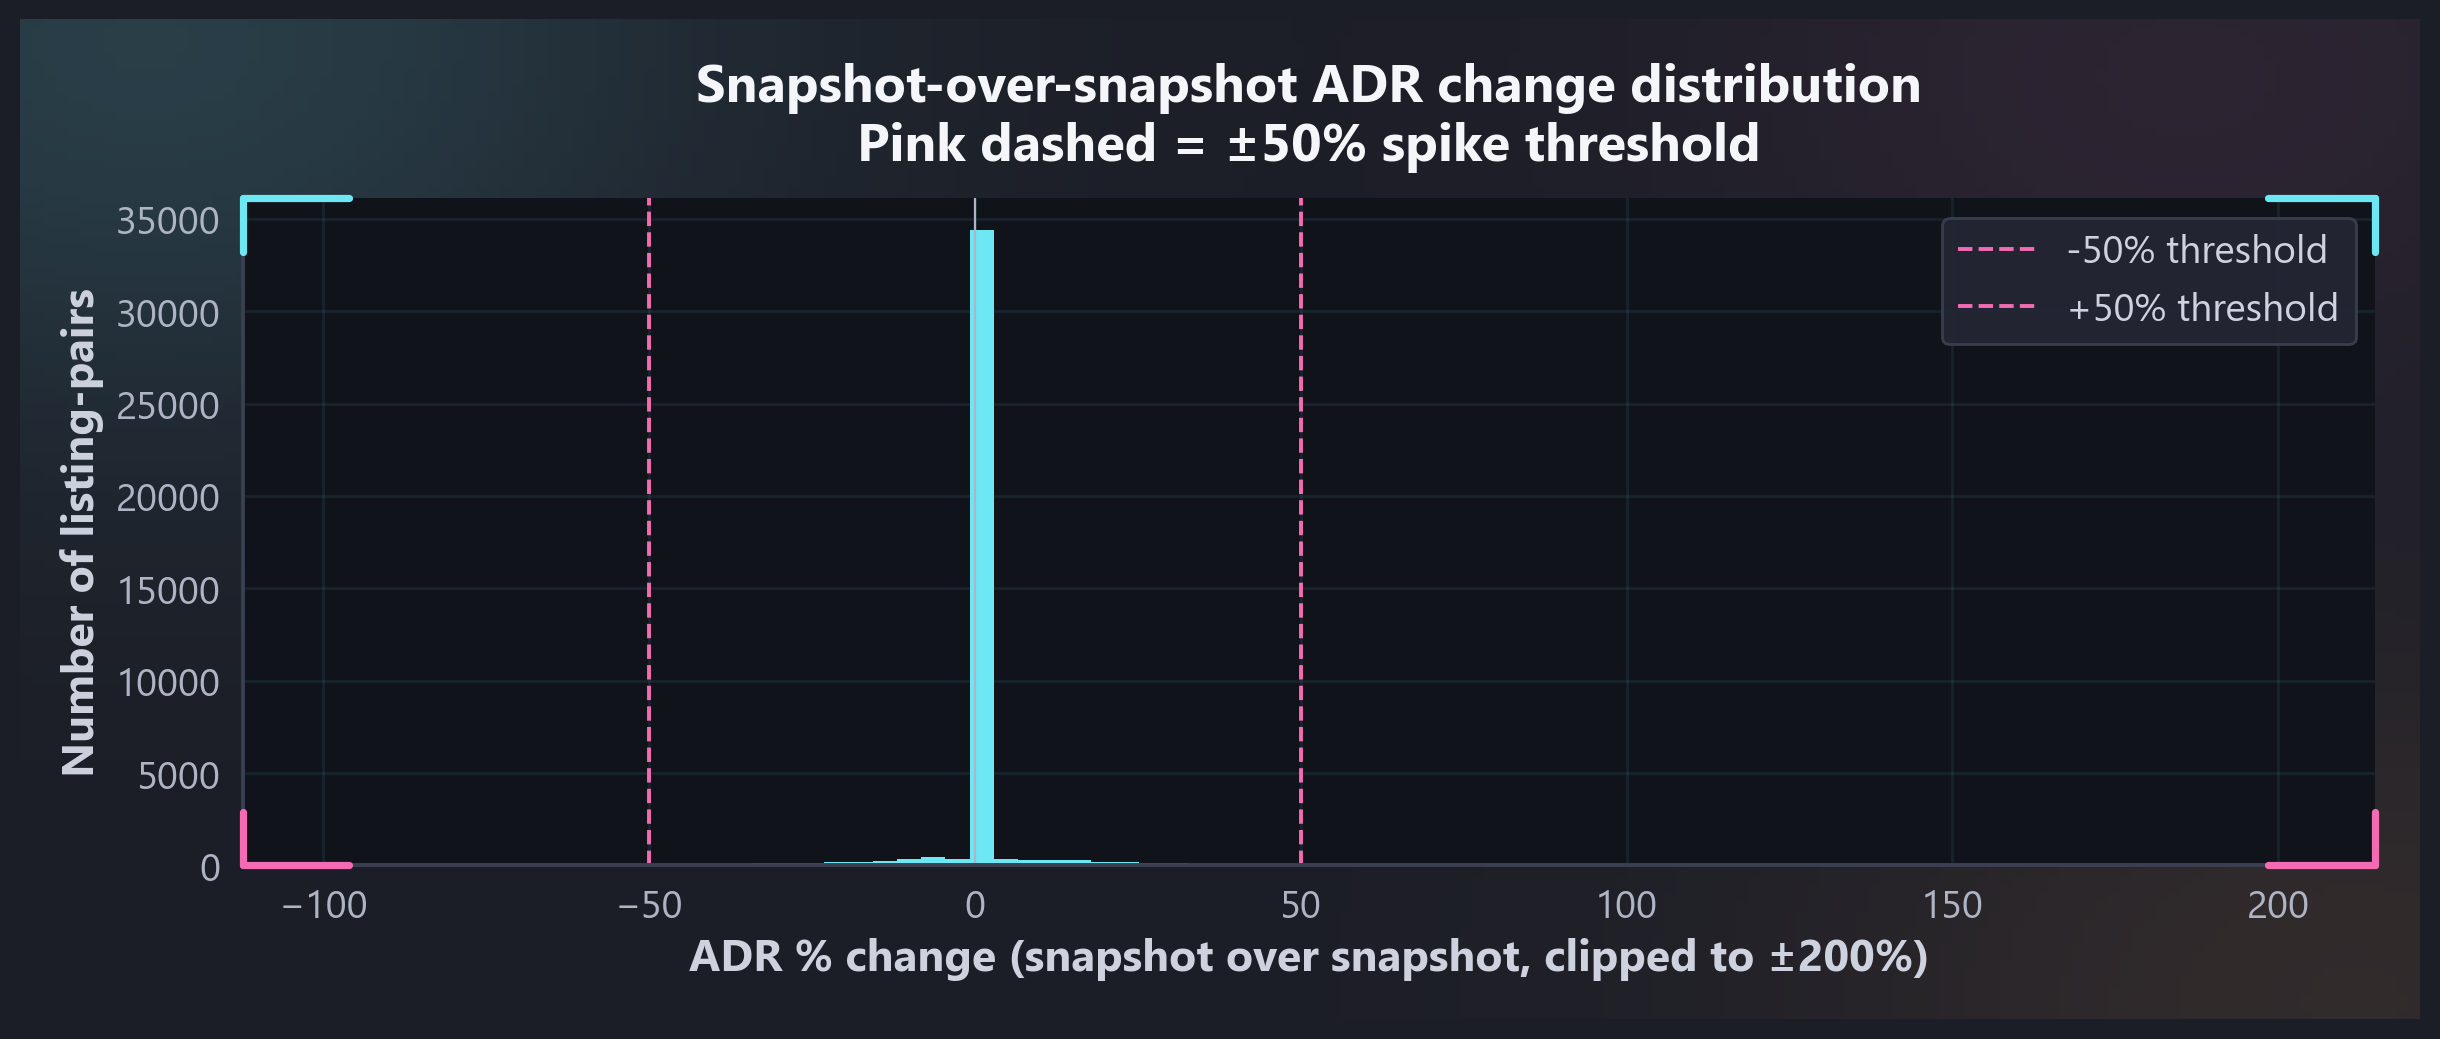 Snapshot-over-snapshot ADR change distribution
Pink dashed = ±50% spike threshold
-50% threshold
+50% threshold
Number of listing-pairs
35000
30000
25000
20000
15000
10000
5000
0
−100
−50
0
50
100
150
200
ADR % change (snapshot over snapshot, clipped to ±200%)